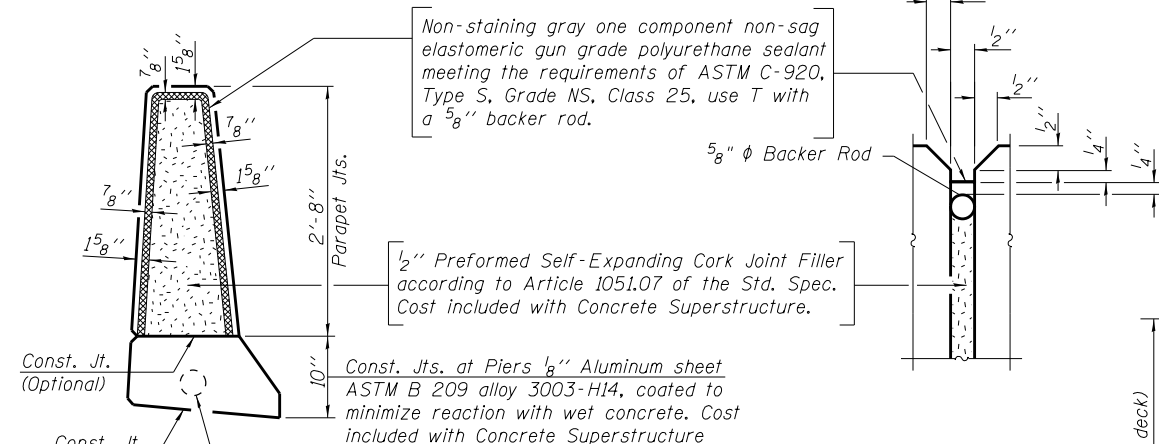 Non-staining gray one component non-sag
elastomeric gun grade polyurethane sealant
meeting the requirements of ASTM C-920,
Type S, Grade NS, Class 25, use T with
a 5/8" backer rod.
7/8"
1 5/8"
7/8"
1 5/8"
7/8"
1 5/8"
2'-8"
Parapet Jts.
10"
1/2"
1/2"
1/2"
1/4"
1/4"
5/8" ϕ Backer Rod
1/2" Preformed Self-Expanding Cork Joint Filler
according to Article 1051.07 of the Std. Spec.
Cost included with Concrete Superstructure.
Const. Jt.
(Optional)
Const. Jts. at Piers 1/8" Aluminum sheet
ASTM B 209 alloy 3003-H14, coated to
minimize reaction with wet concrete. Cost
included with Concrete Superstructure
Const. Jt.
deck)